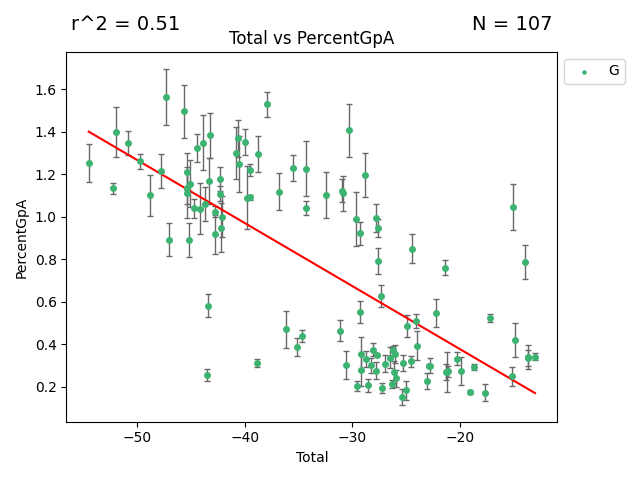 r^2 = 0.51
N = 107
Total vs PercentGpA
G
1.6
1.4
1.2
1.0
0.8
0.6
0.4
0.2
PercentGpA
−50
−40
−30
−20
Total